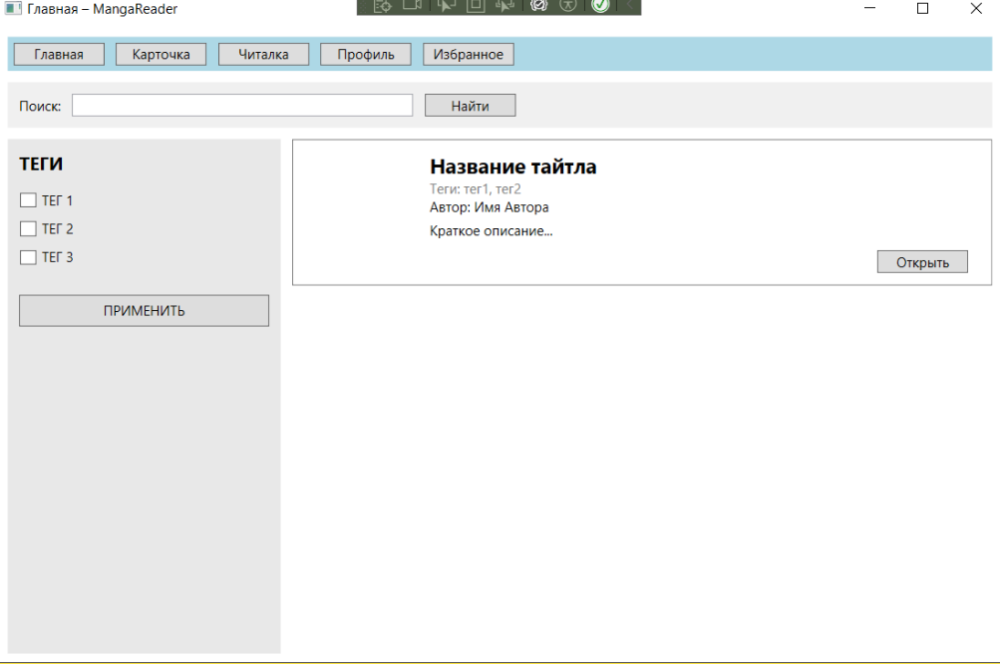 Главная – MangaReader
Главная Карточка Читалка Профиль Избранное
Поиск: Найти
ТЕГИ
ТЕГ 1
ТЕГ 2
ТЕГ 3
ПРИМЕНИТЬ
Название тайтла
Теги: тег1, тег2
Автор: Имя Автора
Краткое описание...
Открыть